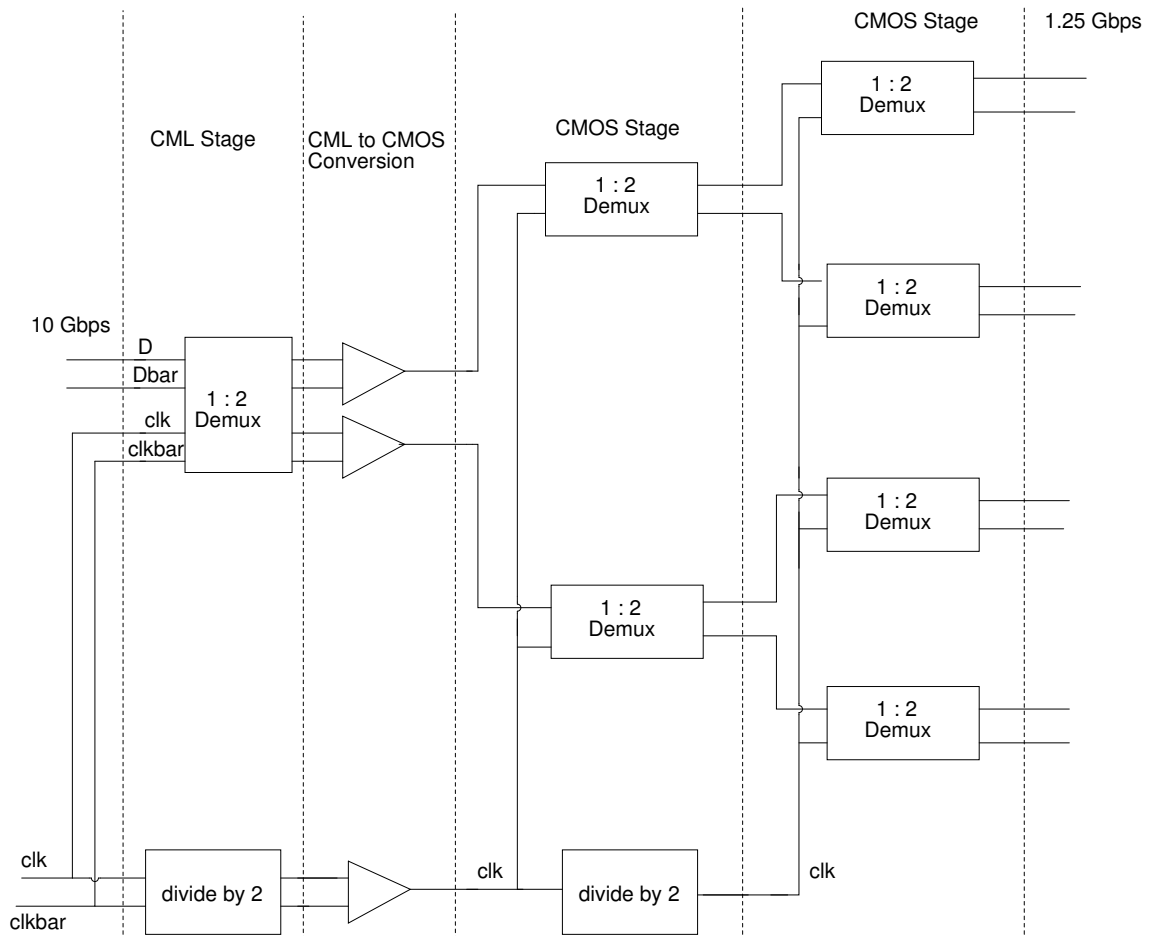 CMOS Stage
1.25 Gbps
1 : 2
Demux
CML Stage
CML to CMOS
Conversion
CMOS Stage
1 : 2
Demux
1 : 2
Demux
10 Gbps
D
Dbar
clk
clkbar
1 : 2
Demux
1 : 2
Demux
1 : 2
Demux
1 : 2
Demux
clk
clkbar
divide by 2
clk
divide by 2
clk